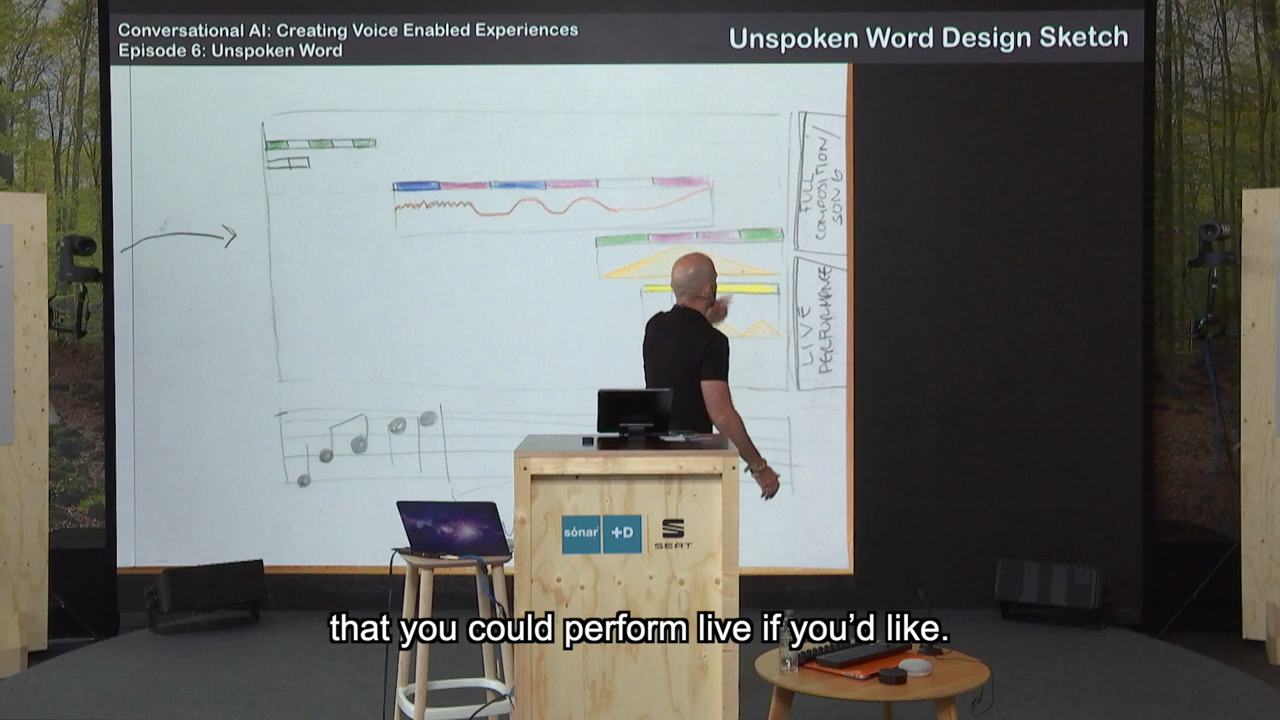 Conversational AI: Creating Voice Enabled Experiences
Episode 6: Unspoken Word
Unspoken Word Design Sketch
FULL
COMPOSITION/
SONG
LIVE
PERFORMANCE
sónar
+D
SEAT
that you could perform live if you'd like.